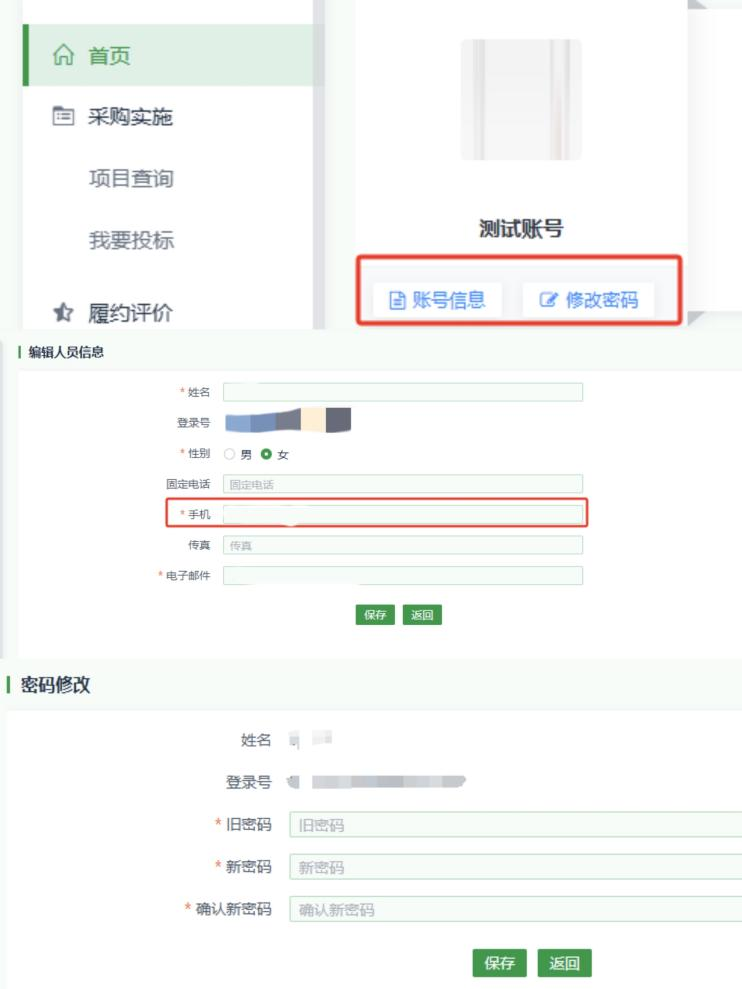 首页
采购实施
项目查询
我要投标
履约评价
测试账号
账号信息 修改密码
编辑人员信息
* 姓名
登录号
* 性别 男 女
固定电话 固定电话
* 手机
传真 传真
* 电子邮件
保存 返回
密码修改
姓名
登录号
* 旧密码 旧密码
* 新密码 新密码
* 确认新密码 确认新密码
保存 返回